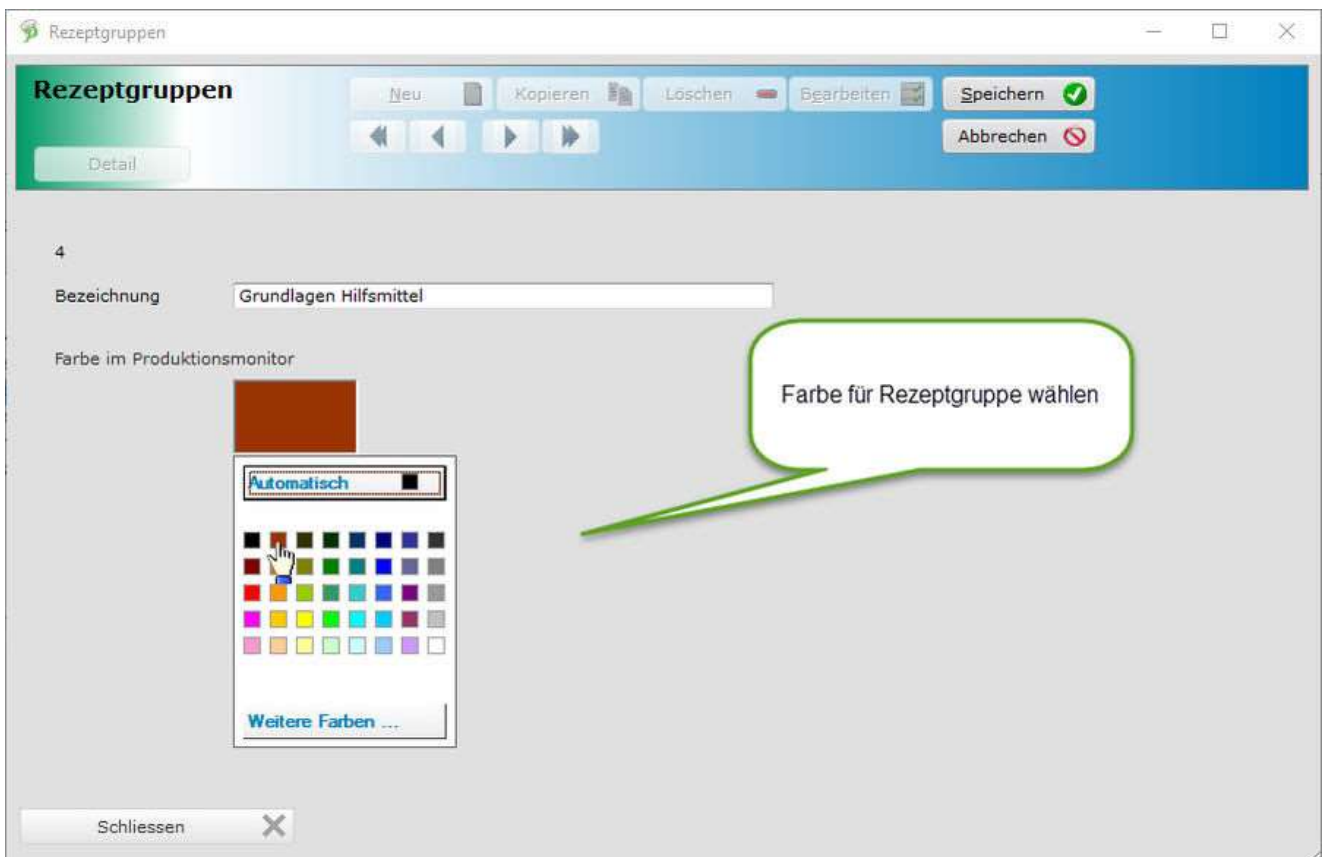 Rezeptgruppen
Rezeptgruppen
Neu Kopieren Löschen Bearbeiten Speichern
Abbrechen
Detail
4
Bezeichnung Grundlagen Hilfsmittel
Farbe im Produktionsmonitor
Farbe für Rezeptgruppe wählen
Automatisch
Weitere Farben ...
Schliessen